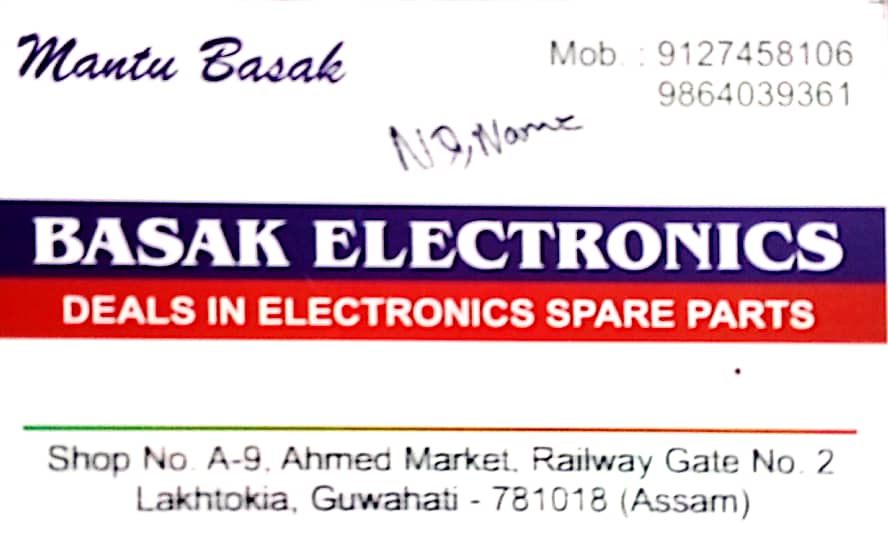 Mantu Basak
Mob. : 9127458106
9864039361
Name
BASAK ELECTRONICS
DEALS IN ELECTRONICS SPARE PARTS
Shop No. A-9, Ahmed Market, Railway Gate No. 2
Lakhtokia, Guwahati - 781018 (Assam)